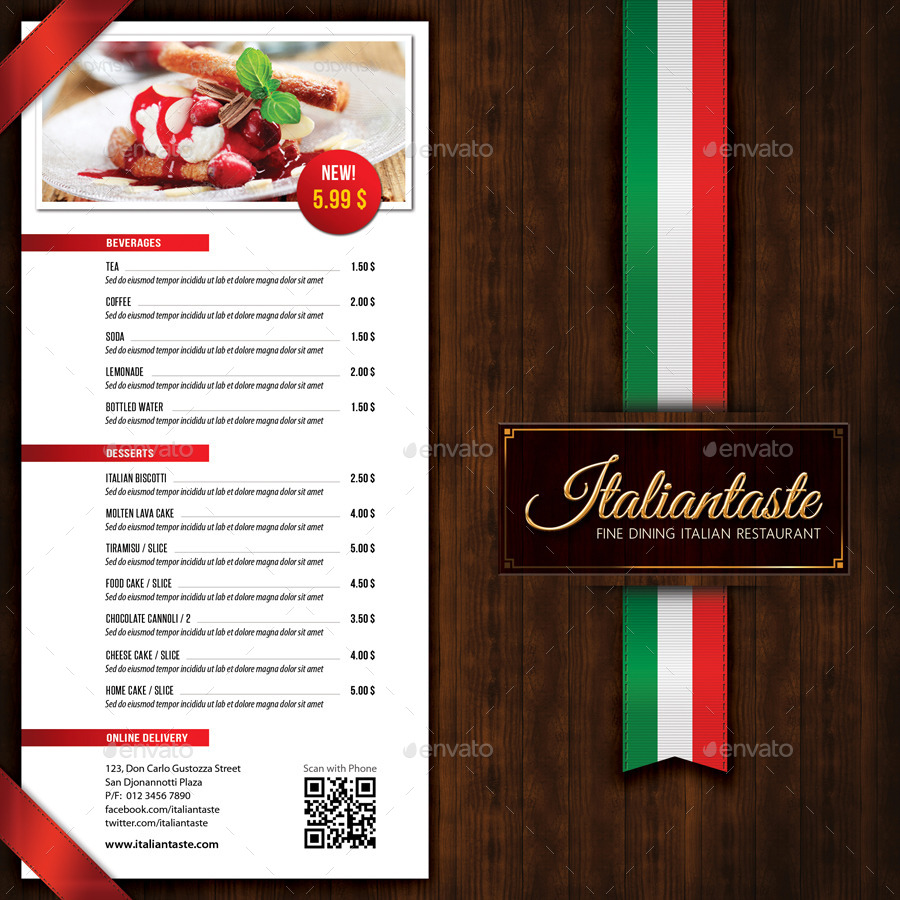 NEW!
5.99 $
BEVERAGES
TEA 1.50 $
Sed do eiusmod tempor incididu ut lab et dolore magna dolor sit amet
COFFEE 2.00 $
Sed do eiusmod tempor incididu ut lab et dolore magna dolor sit amet
SODA 1.50 $
Sed do eiusmod tempor incididu ut lab et dolore magna dolor sit amet
LEMONADE 2.00 $
Sed do eiusmod tempor incididu ut lab et dolore magna dolor sit amet
BOTTLED WATER 1.50 $
Sed do eiusmod tempor incididu ut lab et dolore magna dolor sit amet
DESSERTS
ITALIAN BISCOTTI 2.50 $
Sed do eiusmod tempor incididu ut lab et dolore magna dolor sit amet
MOLTEN LAVA CAKE 4.00 $
Sed do eiusmod tempor incididu ut lab et dolore magna dolor sit amet
TIRAMISU / SLICE 5.00 $
Sed do eiusmod tempor incididu ut lab et dolore magna dolor sit amet
FOOD CAKE / SLICE 4.50 $
Sed do eiusmod tempor incididu ut lab et dolore magna dolor sit amet
CHOCOLATE CANNOLI / 2 3.50 $
Sed do eiusmod tempor incididu ut lab et dolore magna dolor sit amet
CHEESE CAKE / SLICE 4.00 $
Sed do eiusmod tempor incididu ut lab et dolore magna dolor sit amet
HOME CAKE / SLICE 5.00 $
Sed do eiusmod tempor incididu ut lab et dolore magna dolor sit amet
ONLINE DELIVERY
123, Don Carlo Gustozza Street
San Djonannotti Plaza
P/F: 012 3456 7890
facebook.com/italiantaste
twitter.com/italiantaste
www.italiantaste.com
Scan with Phone
Italiantaste
FINE DINING ITALIAN RESTAURANT
envato
envato
envato
envato
envato
envato
envato
envato
envato